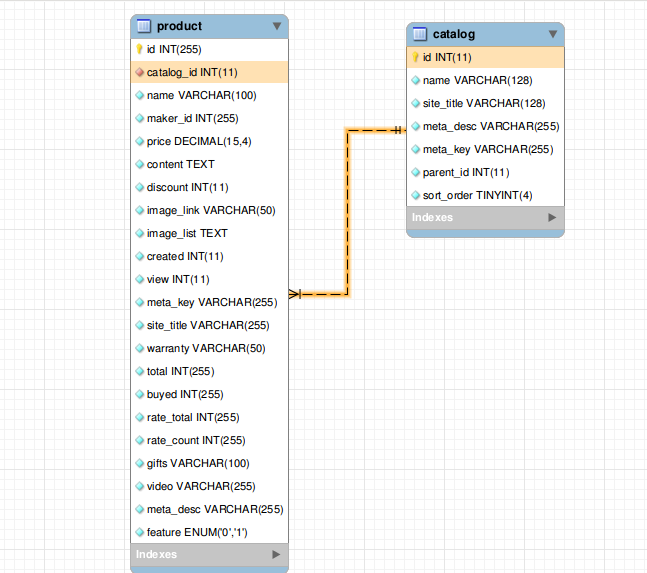 product
id INT(255)
catalog_id INT(11)
name VARCHAR(100)
maker_id INT(255)
price DECIMAL(15,4)
content TEXT
discount INT(11)
image_link VARCHAR(50)
image_list TEXT
created INT(11)
view INT(11)
meta_key VARCHAR(255)
site_title VARCHAR(255)
warranty VARCHAR(50)
total INT(255)
buyed INT(255)
rate_total INT(255)
rate_count INT(255)
gifts VARCHAR(100)
video VARCHAR(255)
meta_desc VARCHAR(255)
feature ENUM('0','1')
Indexes
catalog
id INT(11)
name VARCHAR(128)
site_title VARCHAR(128)
meta_desc VARCHAR(255)
meta_key VARCHAR(255)
parent_id INT(11)
sort_order TINYINT(4)
Indexes